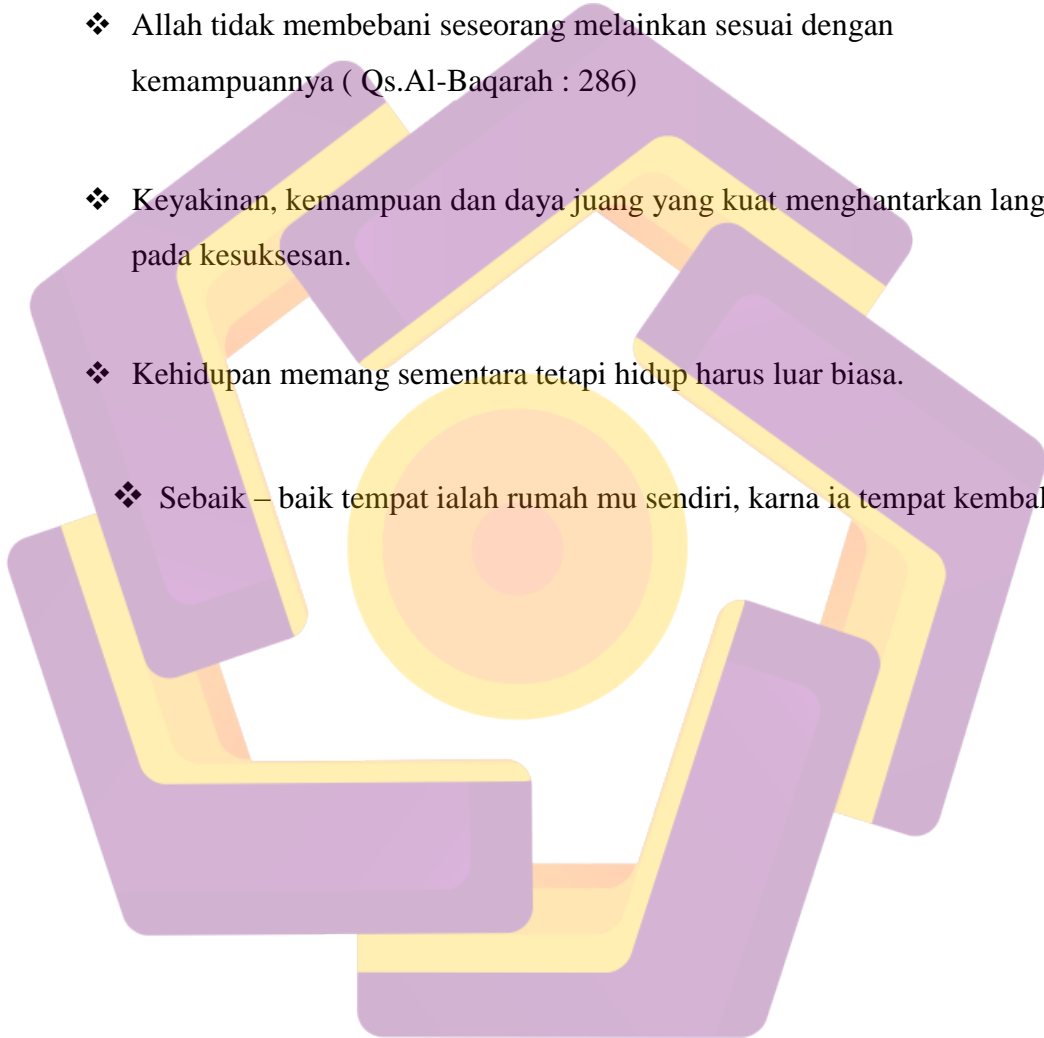 ❖ Allah tidak membebani seseorang melainkan sesuai dengan
kemampuannya ( Qs.Al-Baqarah : 286)
❖ Keyakinan, kemampuan dan daya juang yang kuat menghantarkan
pada kesuksesan.
❖ Kehidupan memang sementara tetapi hidup harus luar biasa.
❖ Sebaik – baik tempat ialah rumah mu sendiri, karna ia tempat